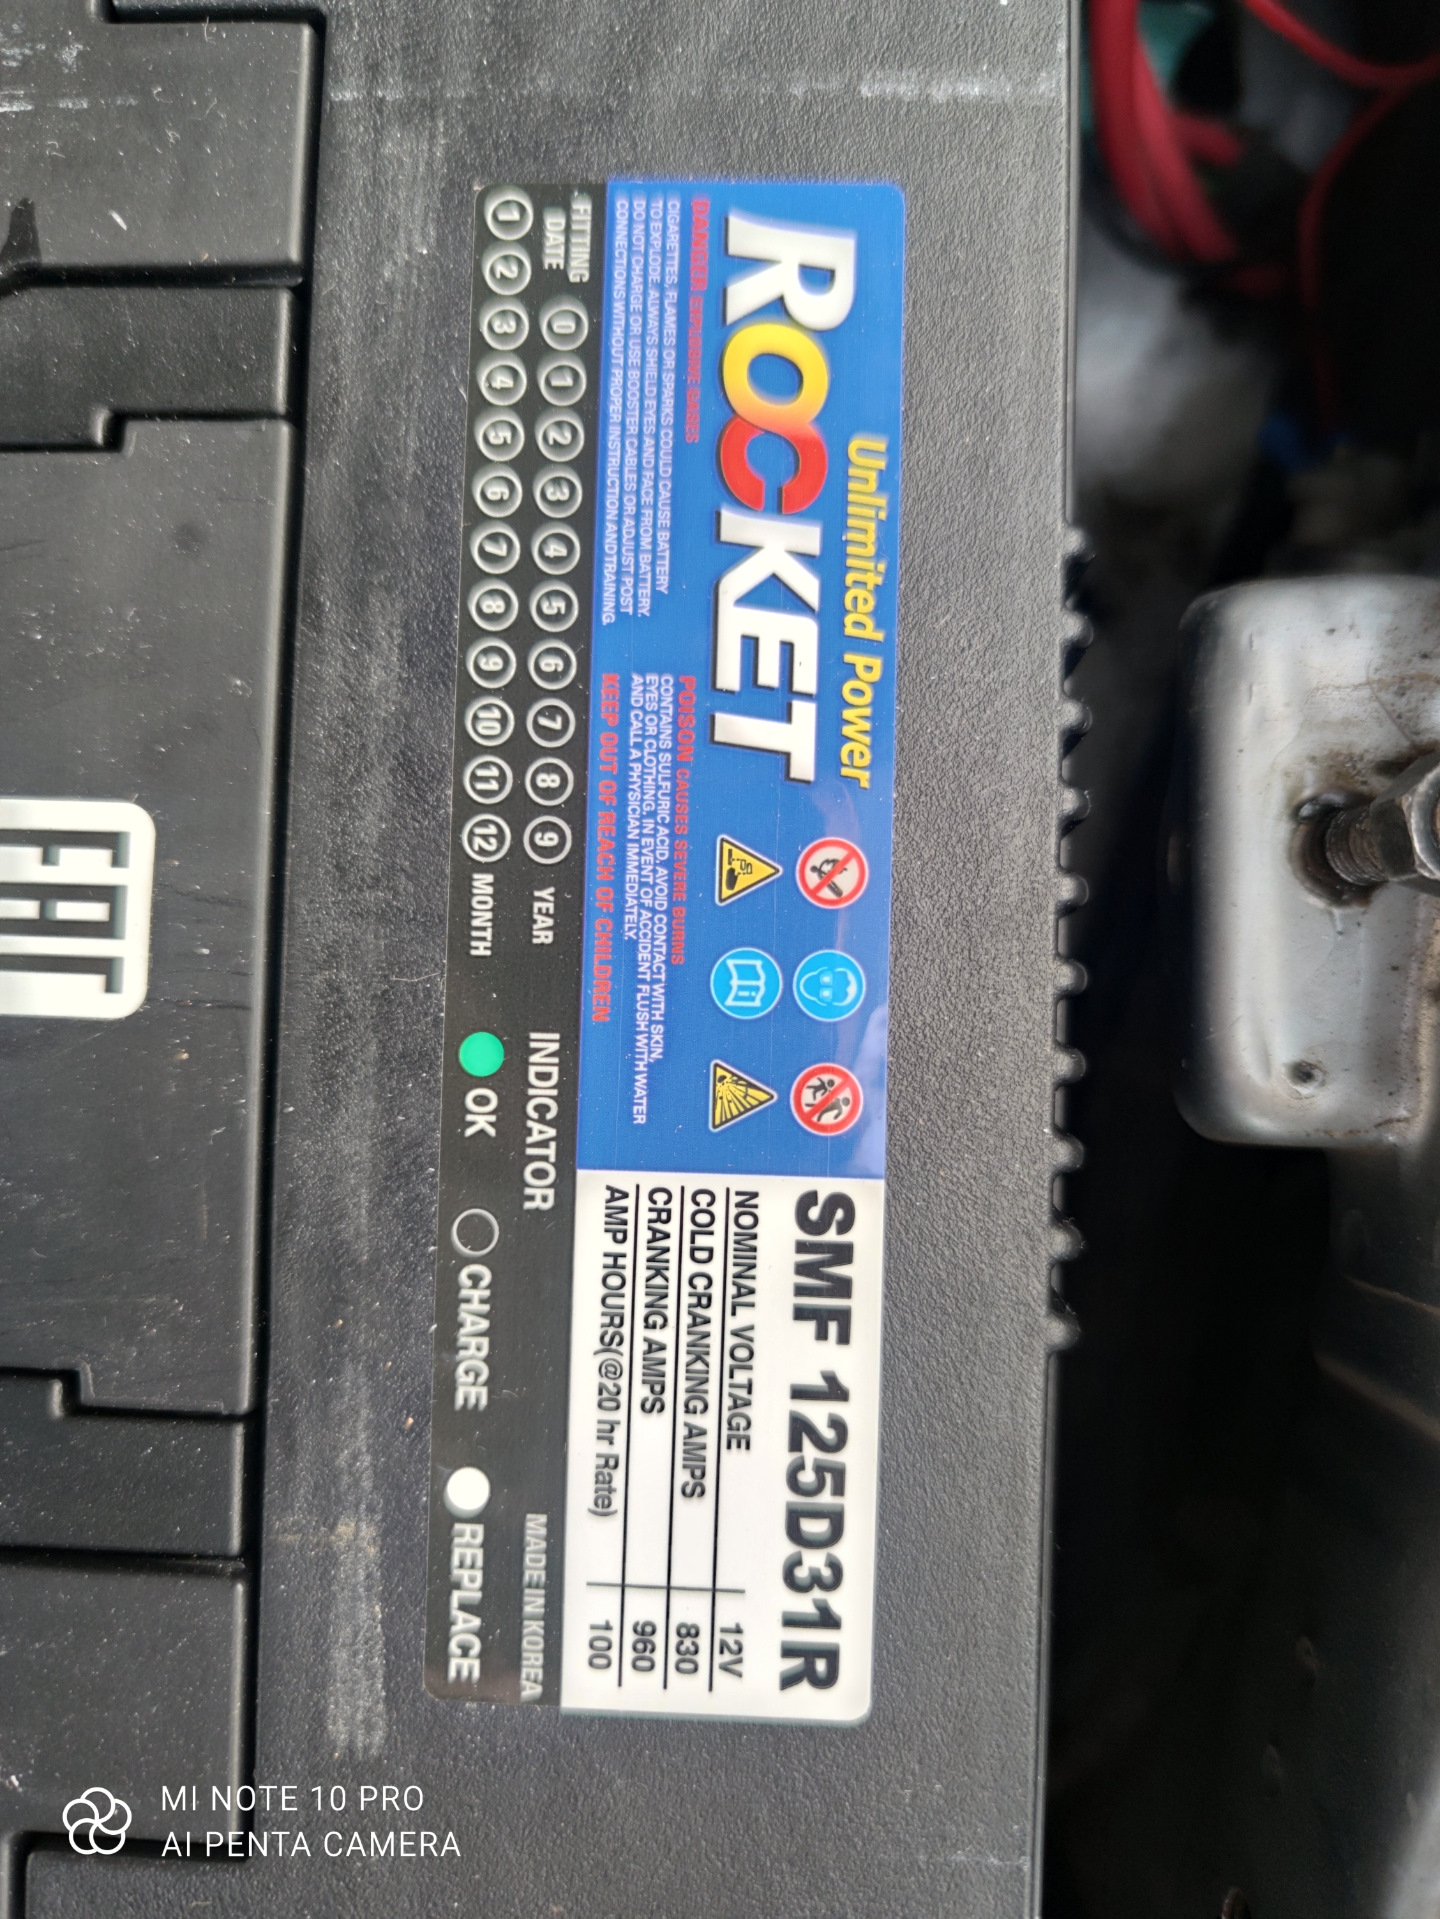 Unlimited Power
ROCKET
DANGER EXPLOSIVE GASES
CIGARETTES, FLAMES OR SPARKS COULD CAUSE BATTERY
TO EXPLODE. ALWAYS SHIELD EYES AND FACE FROM BATTERY.
DO NOT CHARGE OR USE BOOSTER CABLES OR ADJUST POST
CONNECTIONS WITHOUT PROPER INSTRUCTION AND TRAINING.
POISON CAUSES SEVERE BURNS
CONTAINS SULFURIC ACID. AVOID CONTACT WITH SKIN,
EYES OR CLOTHING. IN EVENT OF ACCIDENT FLUSH WITH WATER
AND CALL A PHYSICIAN IMMEDIATELY.
KEEP OUT OF REACH OF CHILDREN
SMF 125D31R
NOMINAL VOLTAGE 12V
COLD CRANKING AMPS 830
CRANKING AMPS 960
AMP HOURS(@20 hr Rate) 100
FITTING
DATE
0 1 2 3 4 5 6 7 8 9 YEAR
1 2 3 4 5 6 7 8 9 10 11 12 MONTH
INDICATOR
MADE IN KOREA
OK CHARGE REPLACE
EAC
MI NOTE 10 PRO
AI PENTA CAMERA